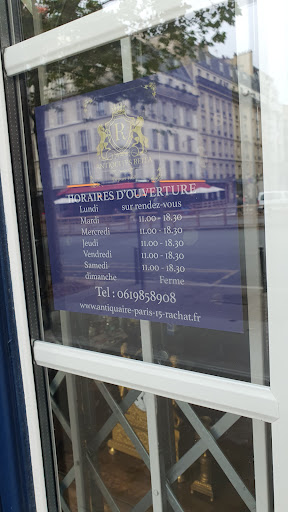 R
HORAIRES D'OUVERTURE
Lundi sur rendez-vous
Mardi 11.00 - 18.30
Mercredi 11.00 - 18.30
Jeudi 11.00 - 18.30
Vendredi 11.00 - 18.30
Samedi 11.00 - 18.30
dimanche Ferme
Tel : 0619858908
www.antiquaire-paris-15-rachat.fr